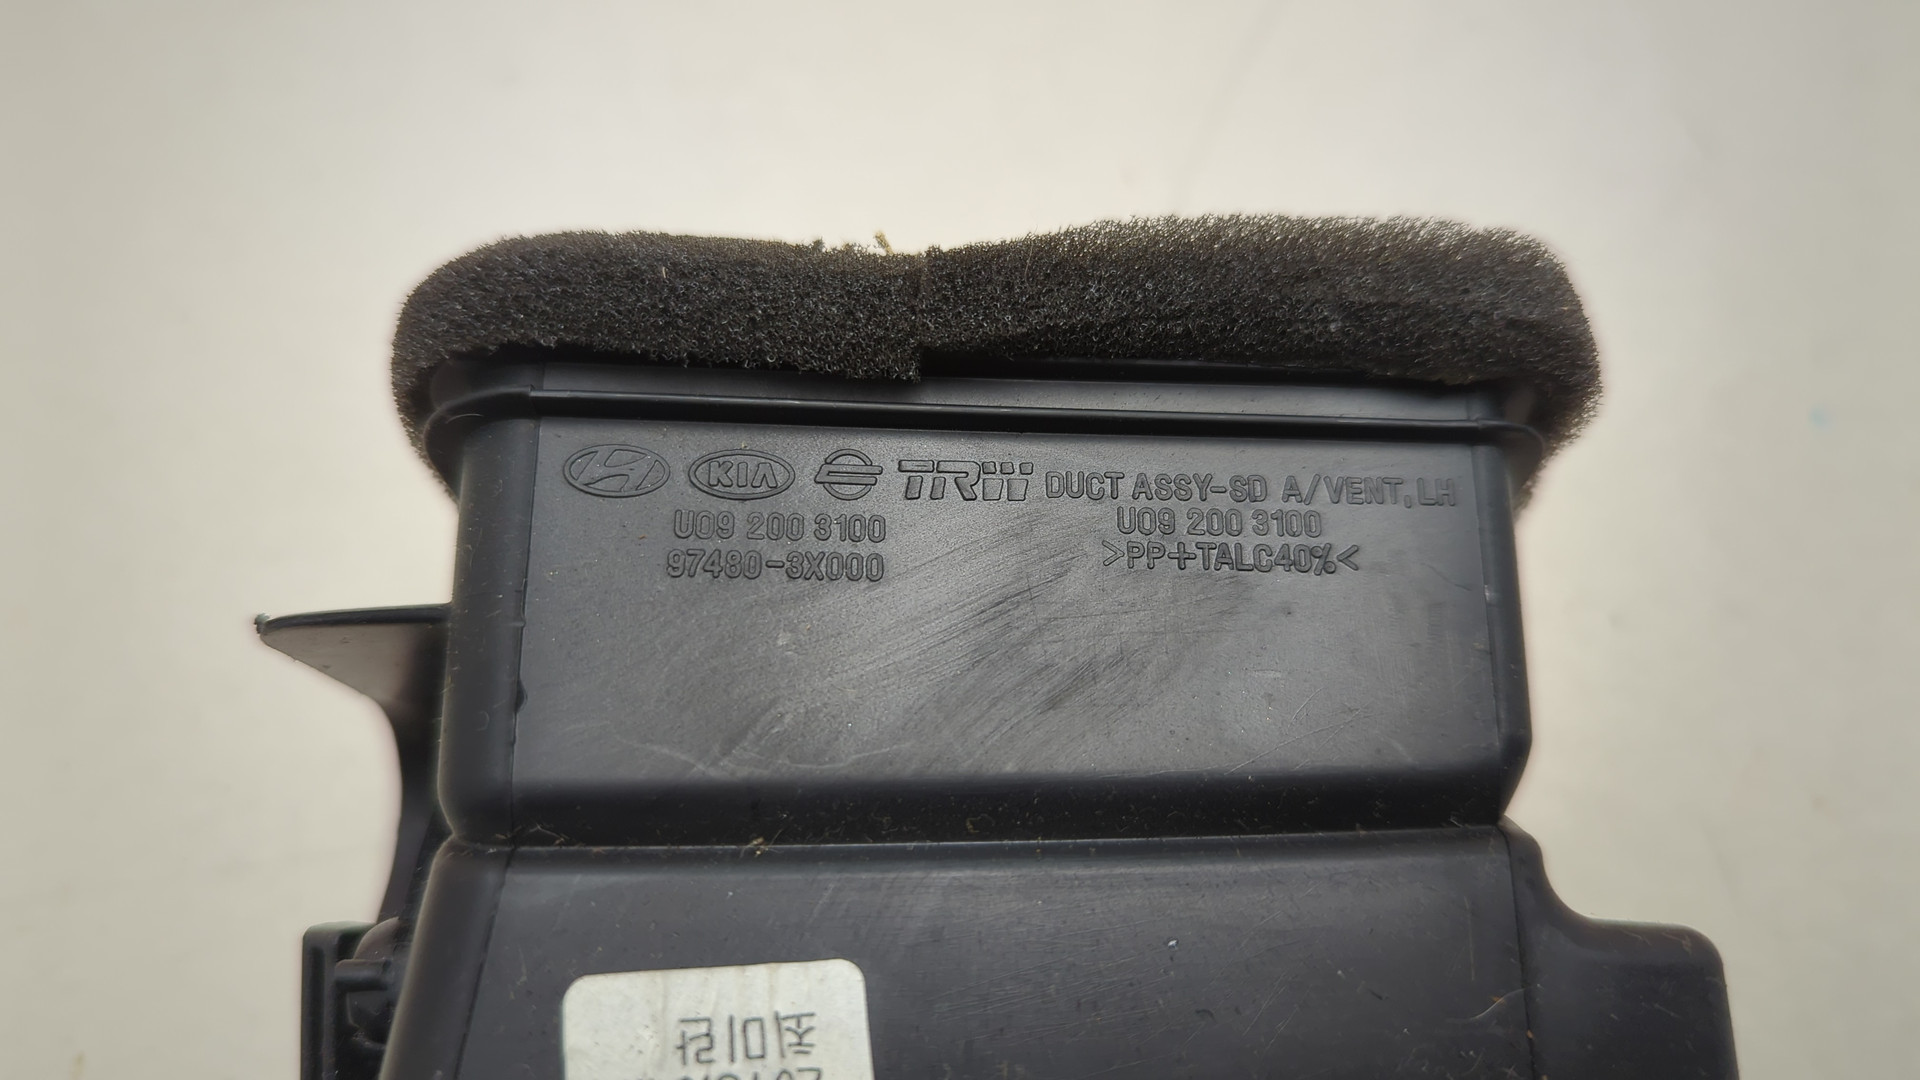 KIA TRW DUCT ASSY-SD A/VENT, LH
U09 200 3100 U09 200 3100
97480-3X000 >PP+TALC40%<